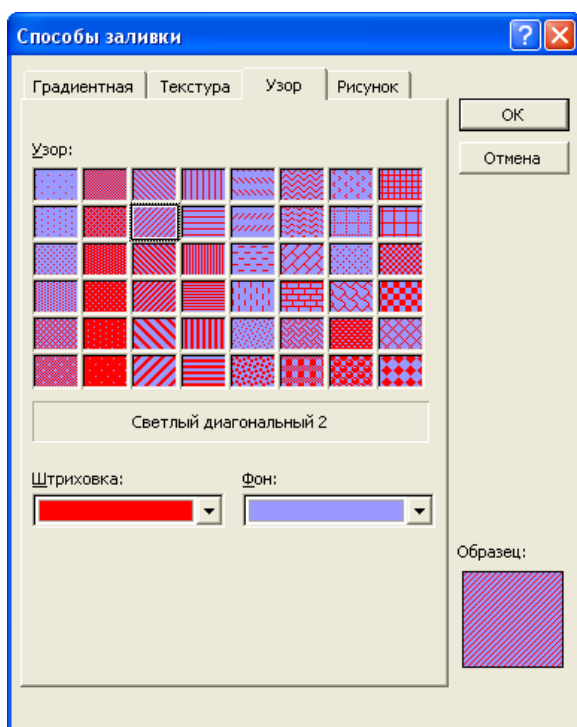 Способы заливки
Градиентная Текстура Узор Рисунок
ОК
Узор:
Отмена
Светлый диагональный 2
Штриховка: Фон:
Образец: